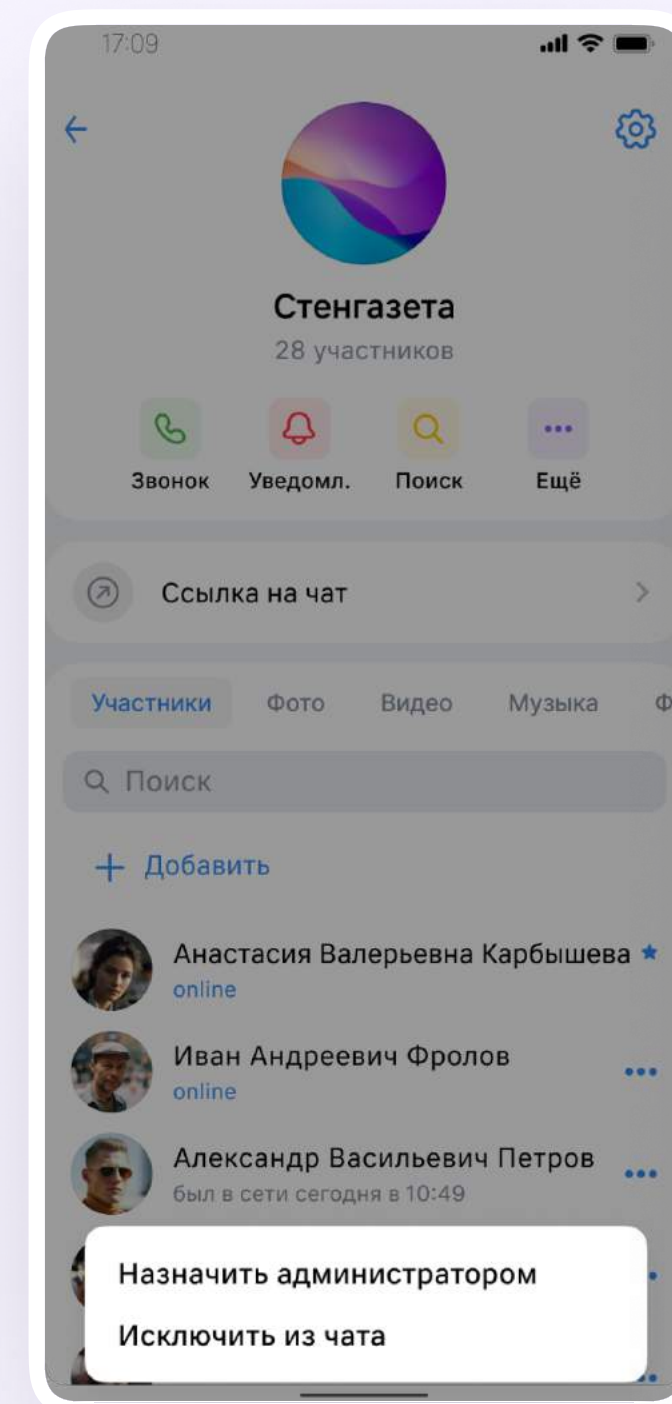 17:09
Стенгазета
28 участников
Звонок Уведомл. Поиск Ещё
Ссылка на чат
Участники Фото Видео Музыка Ф
Поиск
Добавить
Анастасия Валерьевна Карбышева
online
Иван Андреевич Фролов
online
Александр Васильевич Петров
был в сети сегодня в 10:49
Назначить администратором
Исключить из чата